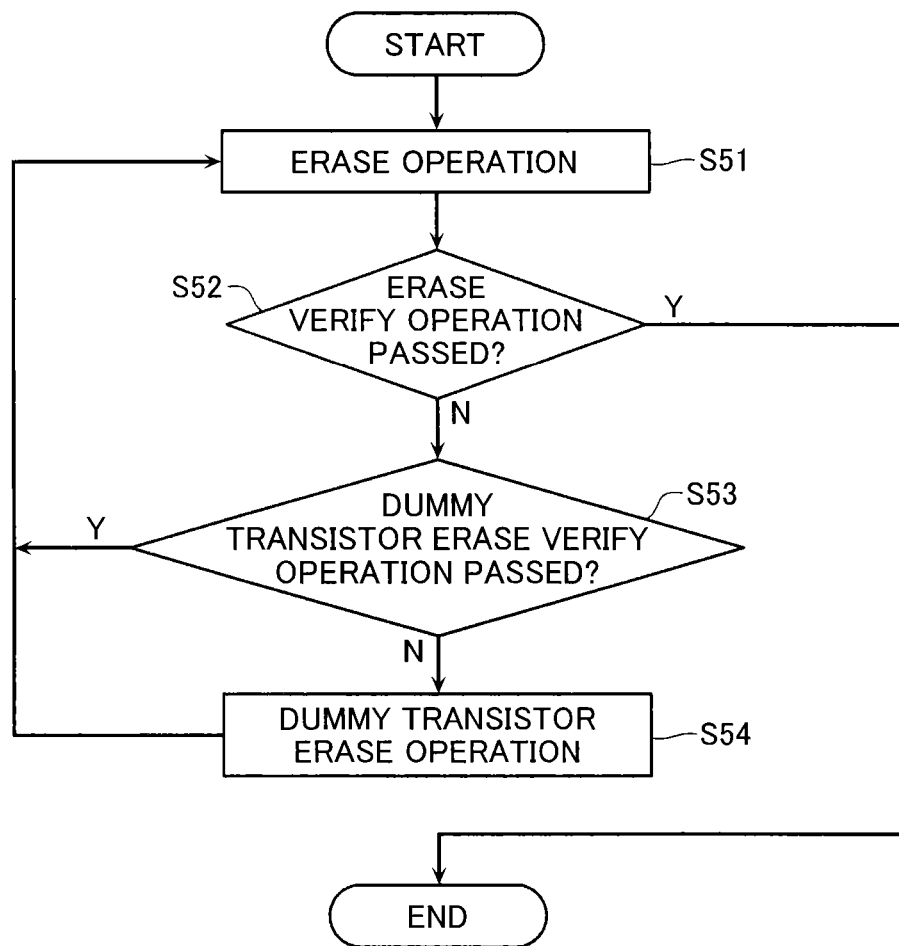 START
ERASE OPERATION
S51
S52
ERASE
VERIFY OPERATION
PASSED?
Y
N
S53
DUMMY
TRANSISTOR ERASE VERIFY
OPERATION PASSED?
Y
N
DUMMY TRANSISTOR
ERASE OPERATION
S54
END